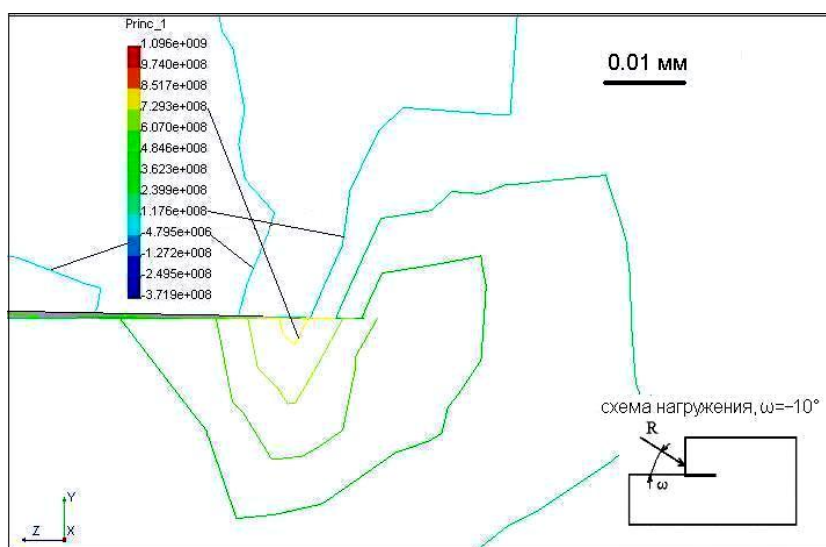 Princ_1
1.096e+009
9.740e+008
8.517e+008
7.293e+008
6.070e+008
4.846e+008
3.623e+008
2.399e+008
1.176e+008
-4.795e+006
-1.272e+008
-2.495e+008
-3.719e+008
0.01 мм
схема нагружения, ω=−10°
R
ω
Y
Z
X